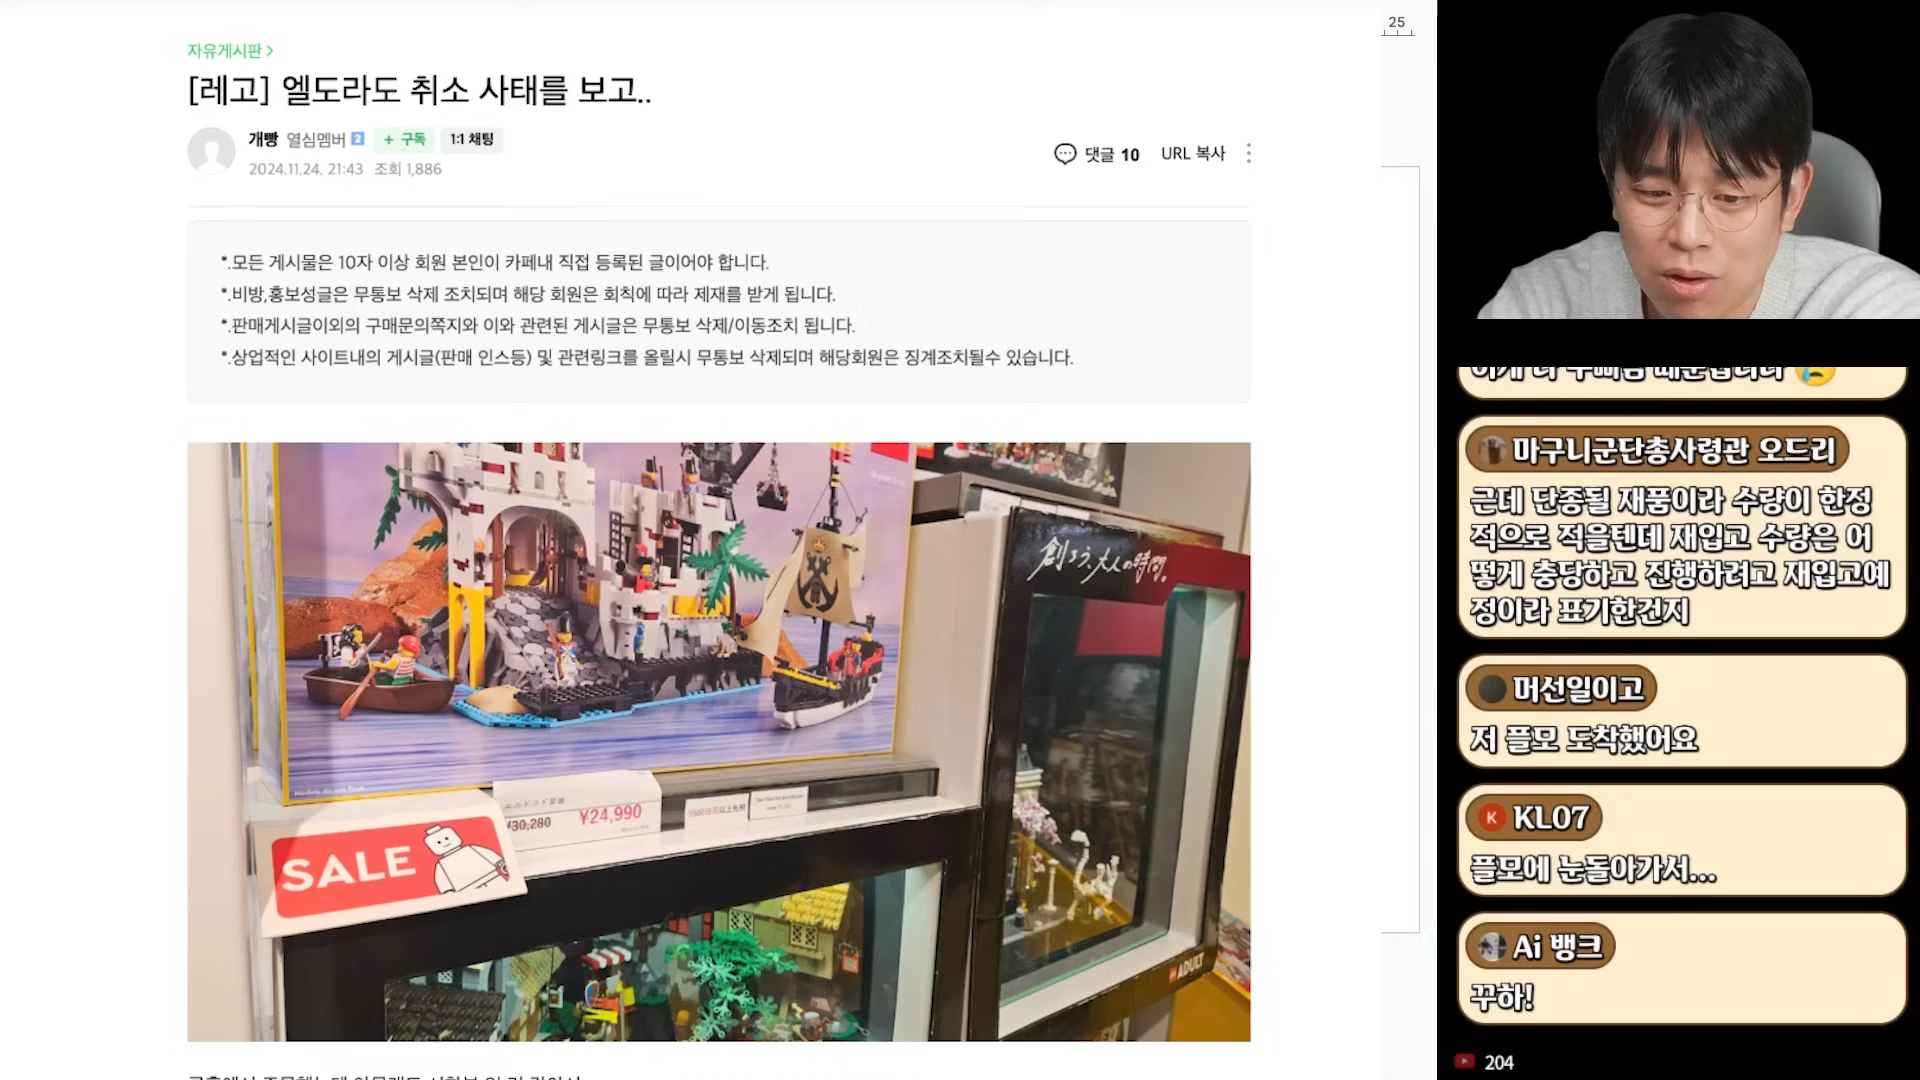 25
자유게시판 >
[레고] 엘도라도 취소 사태를 보고..
개빵 열심멤버 2 + 구독 1:1 채팅
2024.11.24. 21:43 조회 1,886
댓글 10 URL 복사
*.모든 게시물은 10자 이상 회원 본인이 카페내 직접 등록된 글이어야 합니다.
*.비방,홍보성글은 무통보 삭제 조치되며 해당 회원은 회칙에 따라 제재를 받게 됩니다.
*.판매게시글이외의 구매문의쪽지와 이와 관련된 게시글은 무통보 삭제/이동조치 됩니다.
*.상업적인 사이트내의 게시글(판매 인스등) 및 관련링크를 올릴시 무통보 삭제되며 해당회원은 징계조치될수 있습니다.
創ろう、大人の時間。
¥30,280 ¥24,990
SALE
ADULT
마구니군단총사령관 오드리
근데 단종될 재품이라 수량이 한정
적으로 적을텐데 재입고 수량은 어
떻게 충당하고 진행하려고 재입고예
정이라 표기한건지
머선일이고
저 플모 도착했어요
K KL07
플모에 눈돌아가서...
Ai 뱅크
꾸하!
204